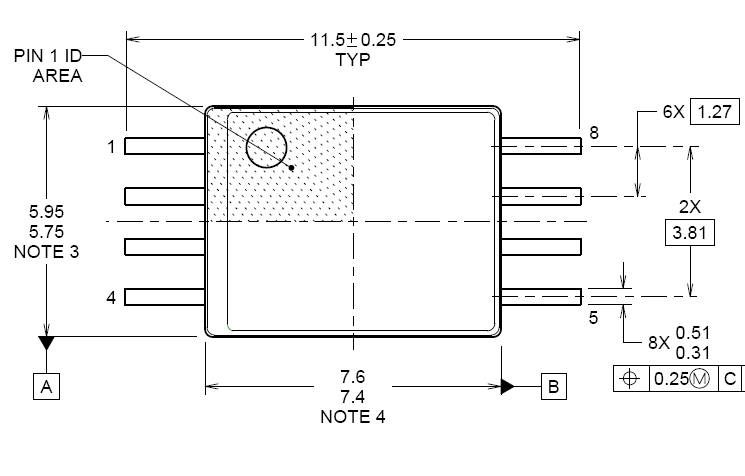 11.5±0.25
TYP
PIN 1 ID
AREA
6X 1.27
1
8
2X
3.81
5.95
5.75
NOTE 3
4
5
8X 0.51
0.31
0.25Ⓜ C
A
7.6
7.4
NOTE 4
B